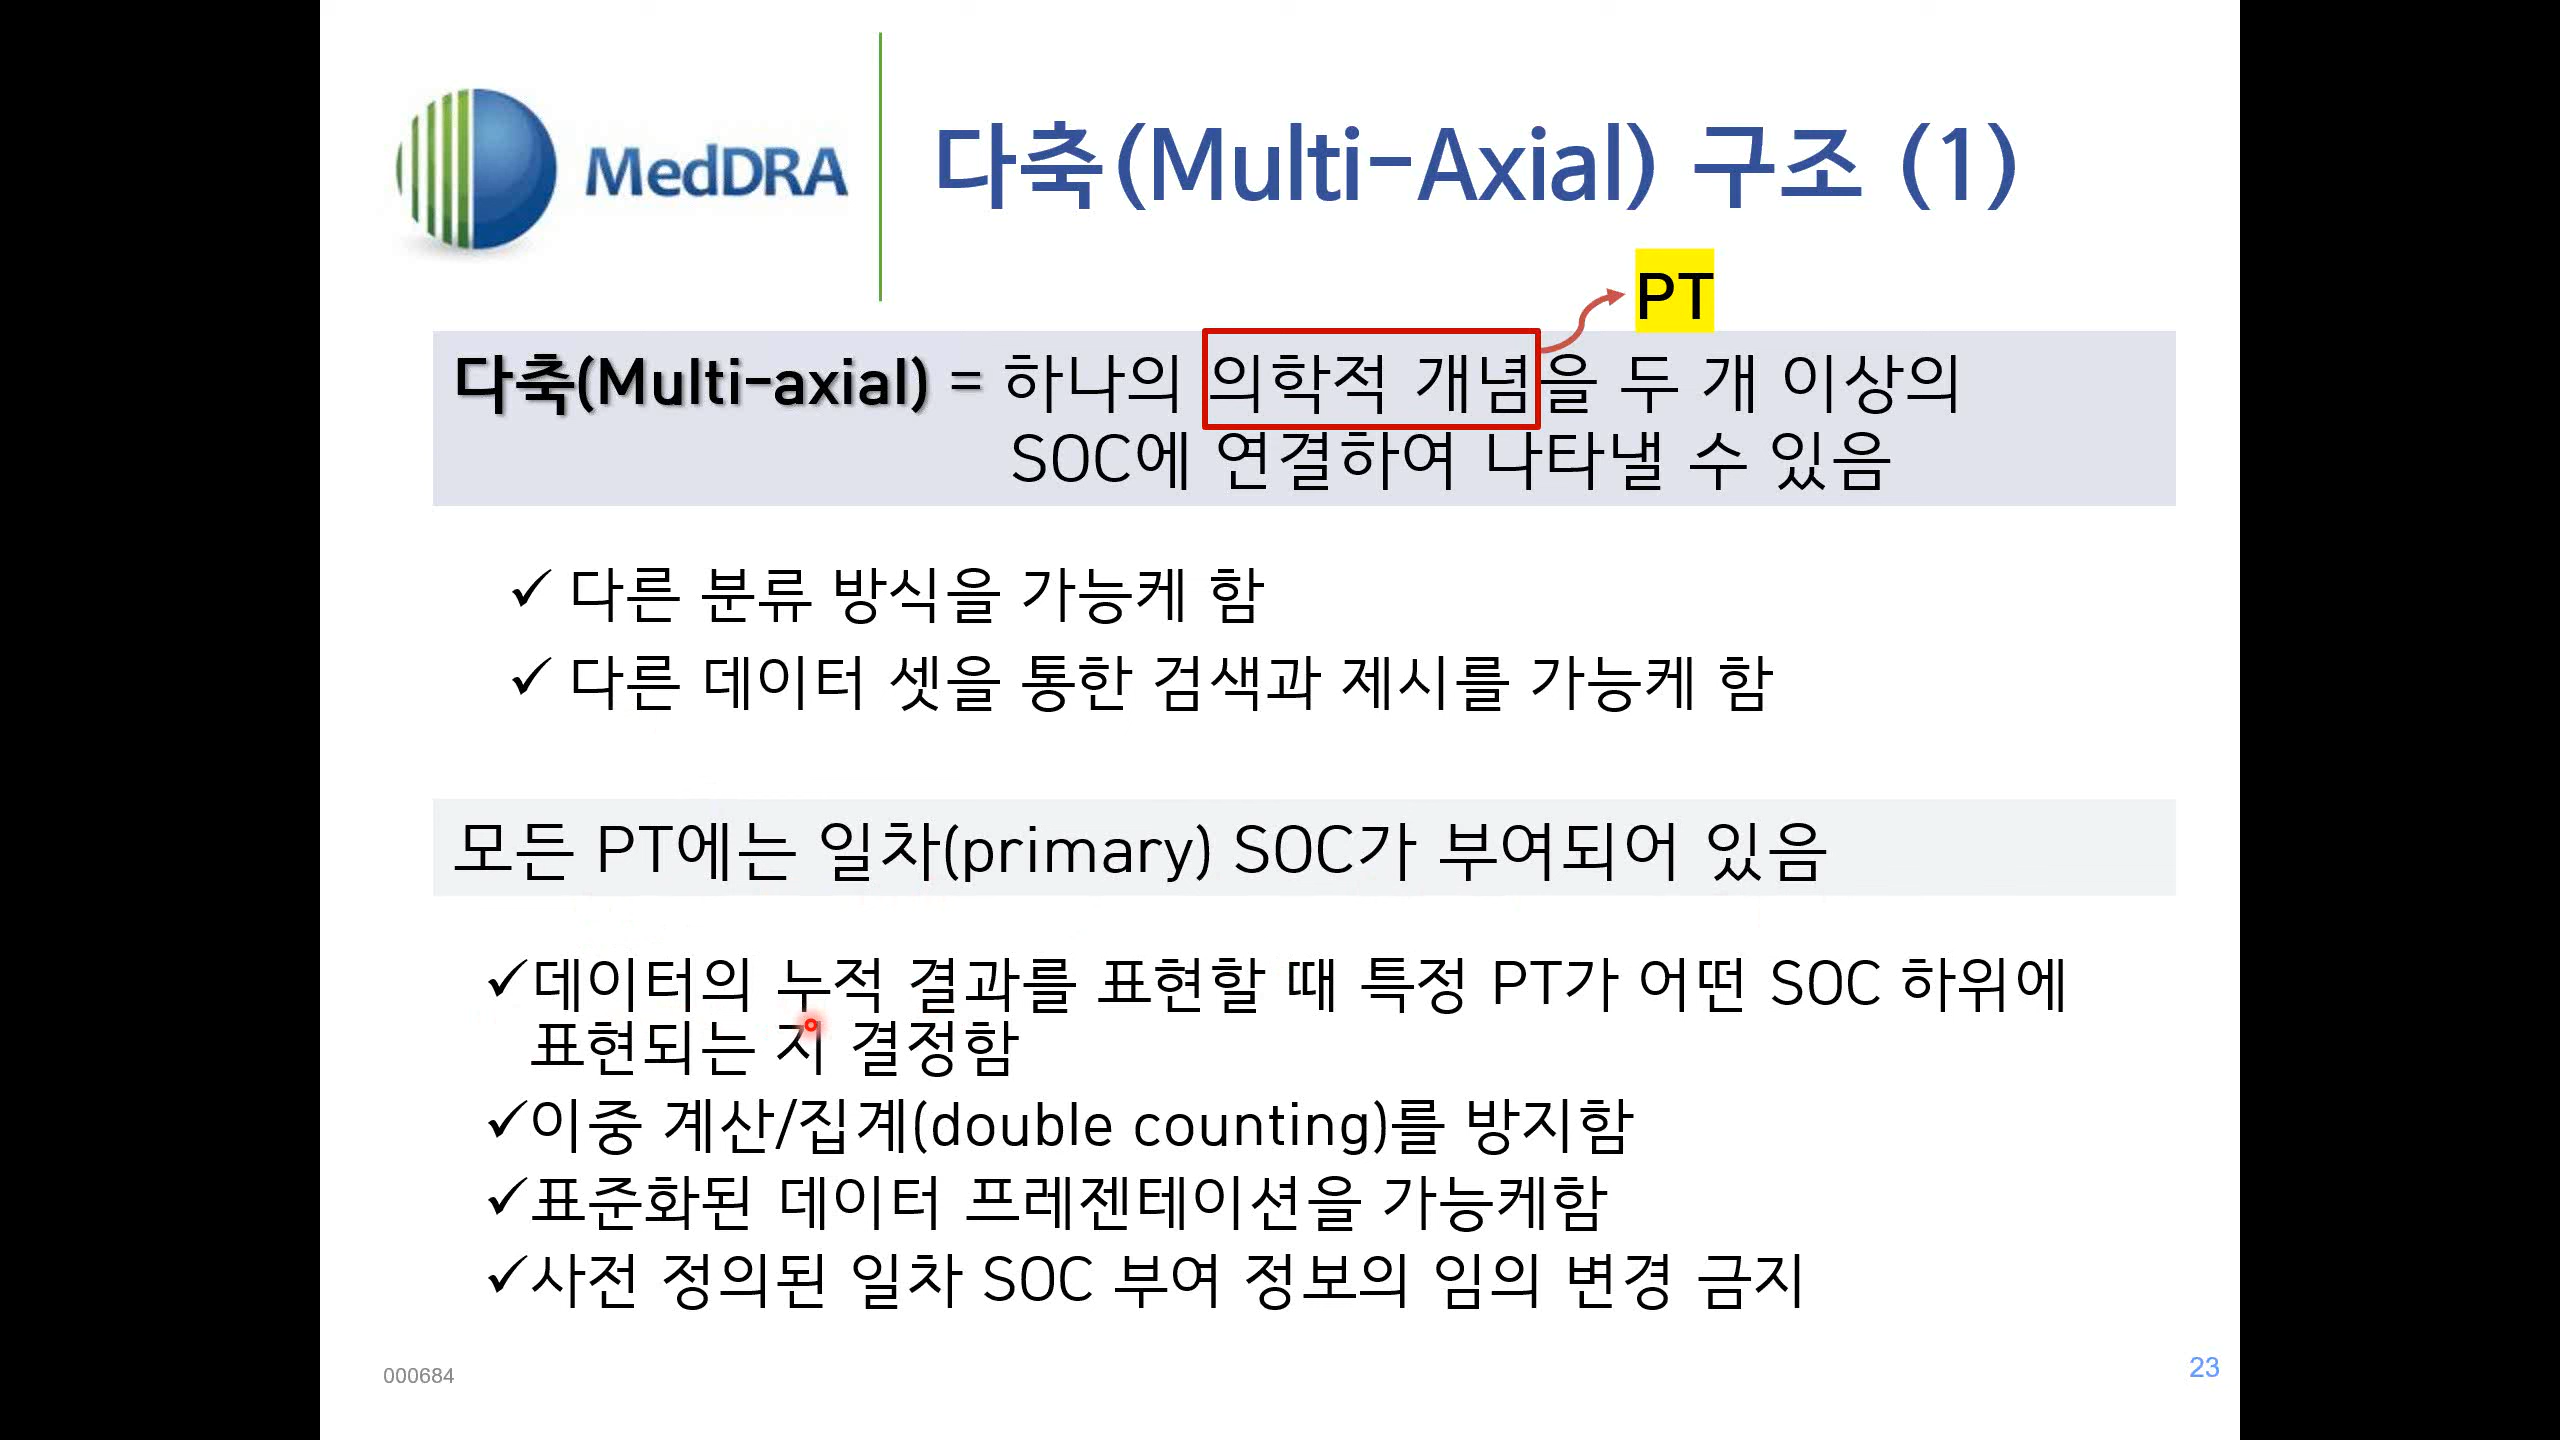 MedDRA
다축(Multi-Axial) 구조 (1)
PT
다축(Multi-axial) = 하나의 의학적 개념을 두 개 이상의
SOC에 연결하여 나타낼 수 있음
✓ 다른 분류 방식을 가능케 함
✓ 다른 데이터 셋을 통한 검색과 제시를 가능케 함
모든 PT에는 일차(primary) SOC가 부여되어 있음
✓데이터의 누적 결과를 표현할 때 특정 PT가 어떤 SOC 하위에
표현되는 지 결정함
✓이중 계산/집계(double counting)를 방지함
✓표준화된 데이터 프레젠테이션을 가능케함
✓사전 정의된 일차 SOC 부여 정보의 임의 변경 금지
000684
23